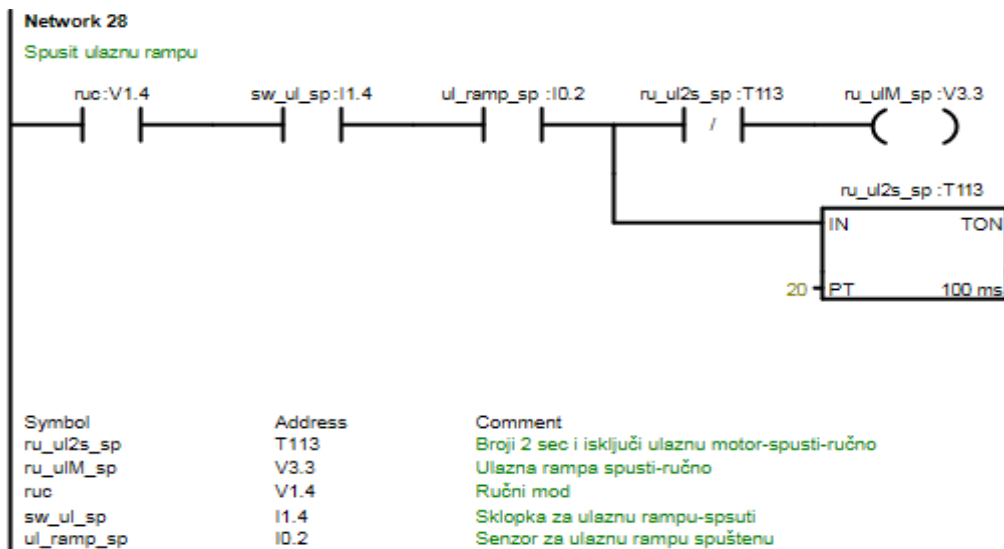 Network 28
Spusit ulaznu rampu
ruc:V1.4 sw_ul_sp:I1.4 ul_ramp_sp :I0.2 ru_ul2s_sp :T113 ru_ulM_sp :V3.3
/
ru_ul2s_sp :T113
IN TON
20 PT 100 ms
Symbol Address Comment
ru_ul2s_sp T113 Broji 2 sec i isključi ulaznu motor-spusti-ručno
ru_ulM_sp V3.3 Ulazna rampa spusti-ručno
ruc V1.4 Ručni mod
sw_ul_sp I1.4 Sklopka za ulaznu rampu-spsuti
ul_ramp_sp I0.2 Senzor za ulaznu rampu spuštenu